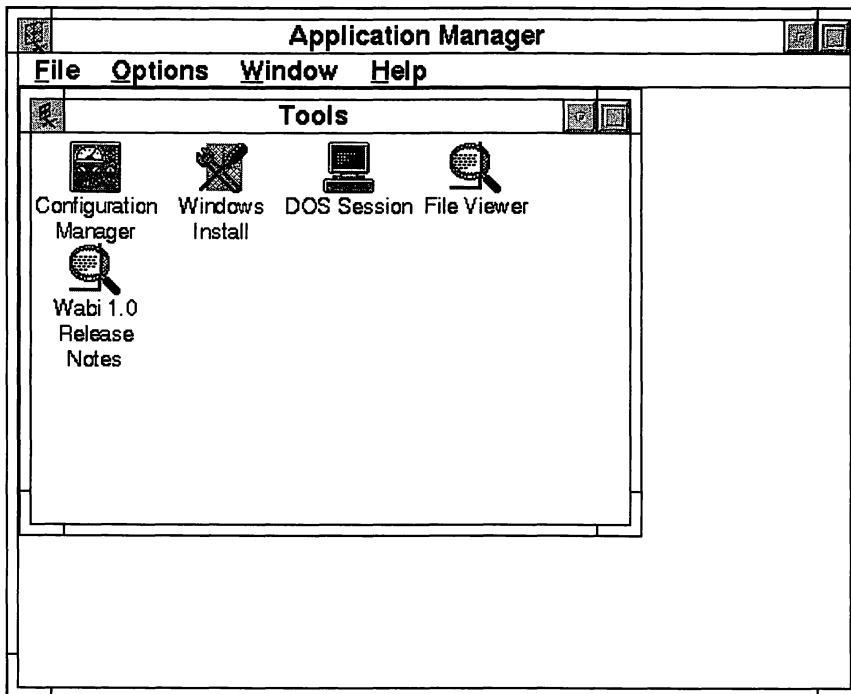 Application Manager
File Options Window Help
Tools
Configuration
Manager
Windows
Install
DOS Session
File Viewer
Wabi 1.0
Release
Notes